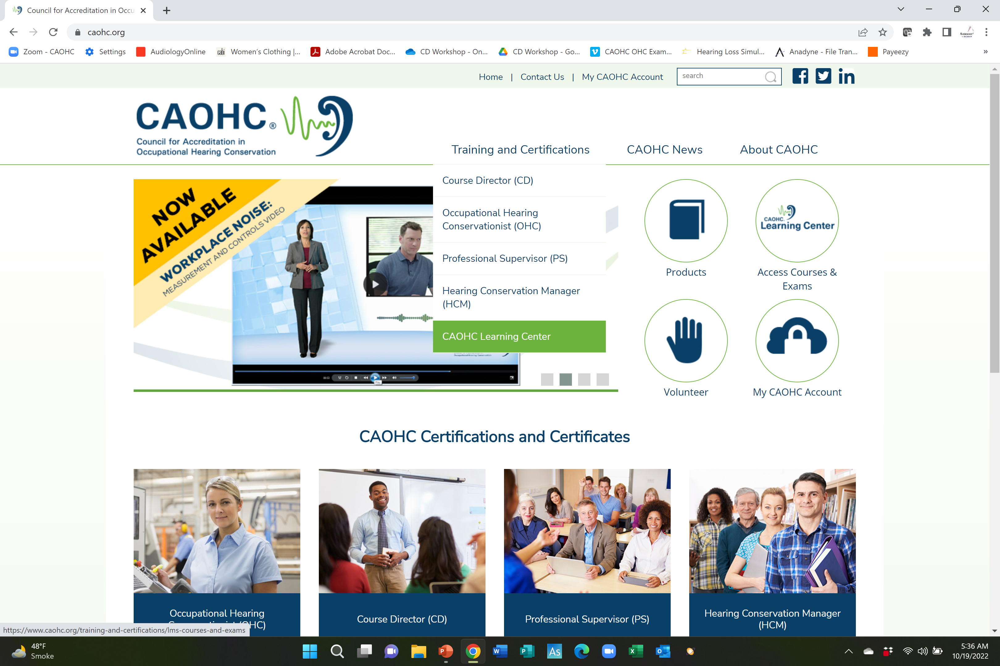 Council for Accreditation in Occu
caohc.org
Zoom - CAOHC
Settings
AudiologyOnline
cabi
Women's Clothing |...
Adobe Acrobat Doc...
CD Workshop - On...
CD Workshop - Go...
CAOHC OHC Exam...
Hearing Loss Simul...
Anadyne - File Tran...
Payeezy
»
Home | Contact Us | My CAOHC Account
search
CAOHC®
Council for Accreditation in
Occupational Hearing Conservation
Training and Certifications
CAOHC News
About CAOHC
NOW
AVAILABLE
WORKPLACE NOISE:
MEASUREMENT AND CONTROLS VIDEO
Course Director (CD)
Occupational Hearing
Conservationist (OHC)
Professional Supervisor (PS)
Hearing Conservation Manager
(HCM)
CAOHC Learning Center
Play
CAOHC.
Learning Center
Products
Access Courses &
Exams
Volunteer
My CAOHC Account
CAOHC Certifications and Certificates
Occupational Hearing
HC)
Course Director (CD)
Professional Supervisor (PS)
Hearing Conservation Manager
(HCM)
https://www.caohc.org/training-and-certifications/lms-courses-and-exams
48°F
Smoke
As
5:36 AM
10/19/2022